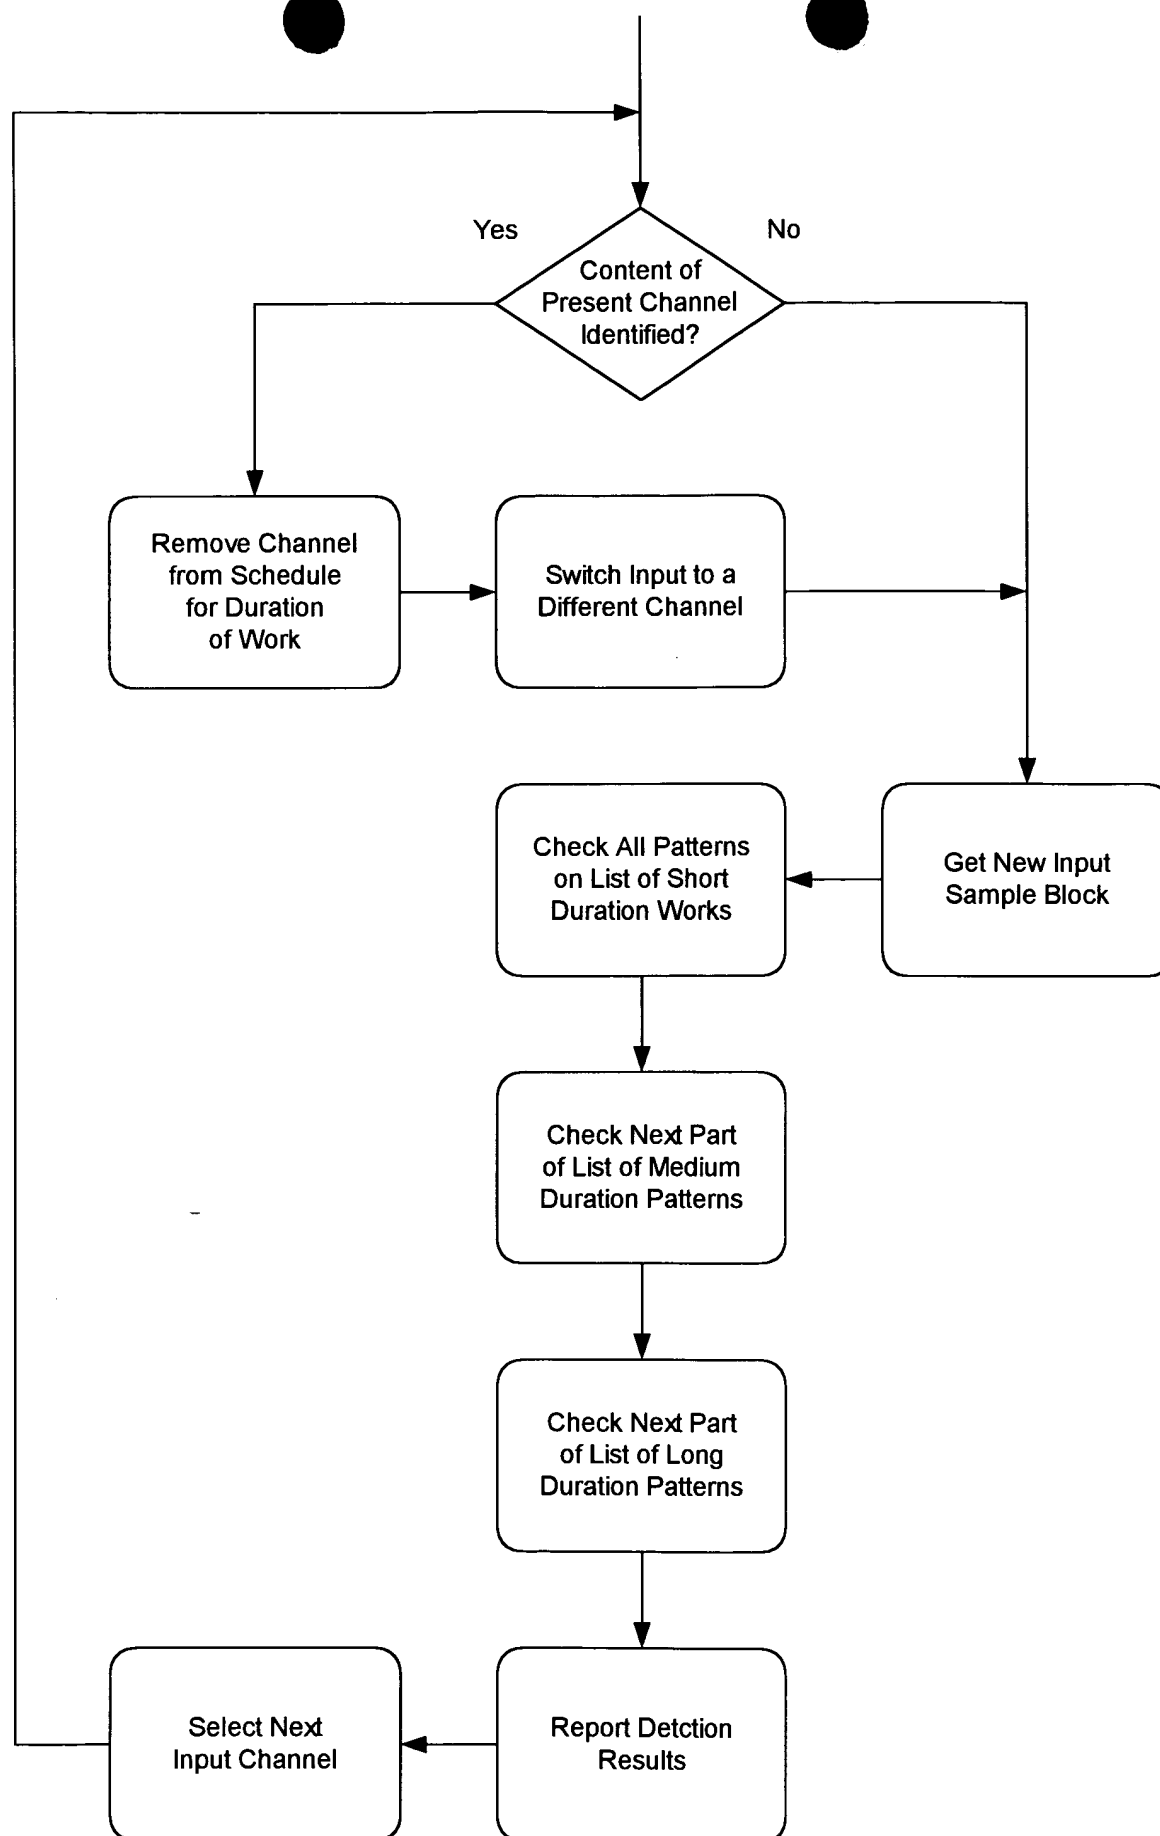 Yes
No
Content of
Present Channel
Identified?
Remove Channel
from Schedule
for Duration
of Work
Switch Input to a
Different Channel
Check All Patterns
on List of Short
Duration Works
Get New Input
Sample Block
Check Next Part
of List of Medium
Duration Patterns
Check Next Part
of List of Long
Duration Patterns
Select Next
Input Channel
Report Detction
Results